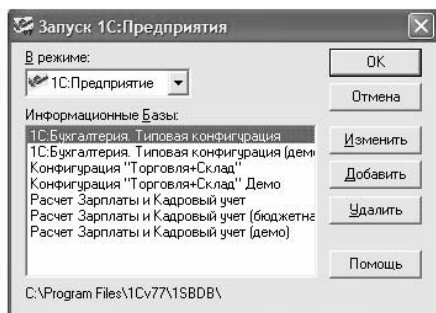 Запуск 1С:Предприятия
В режиме:
1С:Предприятие
Информационные Базы:
1С:Бухгалтерия. Типовая конфигурация
1С:Бухгалтерия. Типовая конфигурация (демо
Конфигурация "Торговля+Склад"
Конфигурация "Торговля+Склад" Демо
Расчет Зарплаты и Кадровый учет
Расчет Зарплаты и Кадровый учет (бюджетна
Расчет Зарплаты и Кадровый учет (демо)
C:\Program Files\1Cv77\1SBDB\
OK
Отмена
Изменить
Добавить
Удалить
Помощь